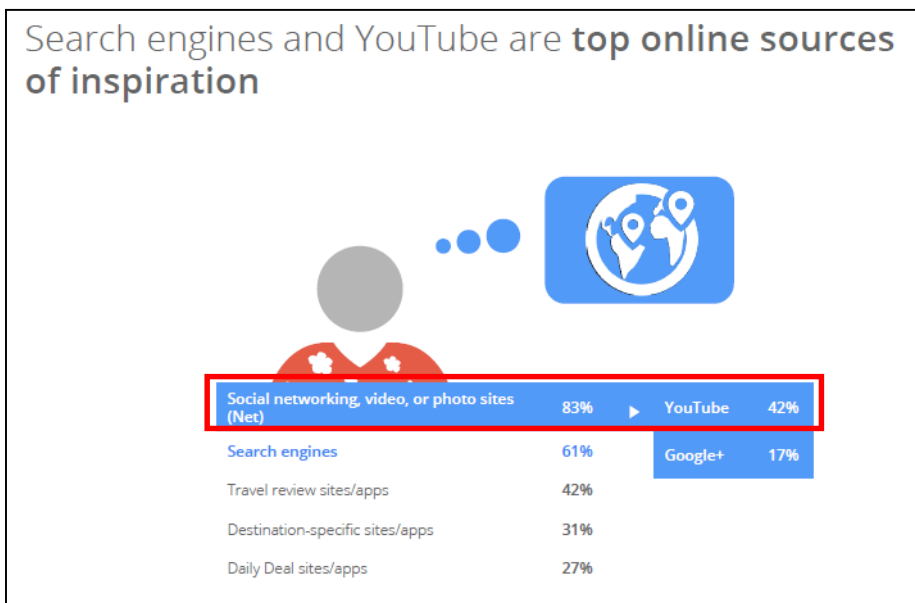 Search engines and YouTube are top online sources
of inspiration
Social networking, video, or photo sites
(Net) 83% YouTube 42%
Search engines 61% Google+ 17%
Travel review sites/apps 42%
Destination-specific sites/apps 31%
Daily Deal sites/apps 27%